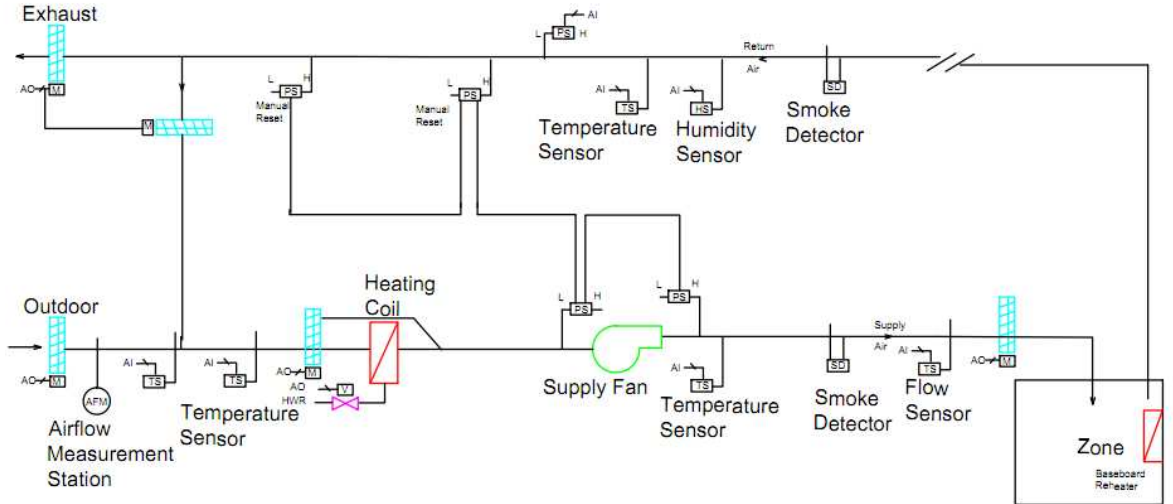 Exhaust
AI
L PS H
Return
Air
L H
PS
Manual
Reset
L H
PS
Manual
Reset
AO M
M
AI
TS
AI
HS
SD
Temperature
Sensor
Humidity
Sensor
Smoke
Detector
Heating
Coil
Outdoor
L H
PS
L H
PS
Supply
Air
AO M
AI
TS
AI
TS
AO M
AO
V
HWR
AFM
Airflow
Measurement
Station
Temperature
Sensor
Supply Fan
AI
TS
Temperature
Sensor
SD
Smoke
Detector
AI
TS
Flow
Sensor
AO M
Zone
Baseboard
Reheater